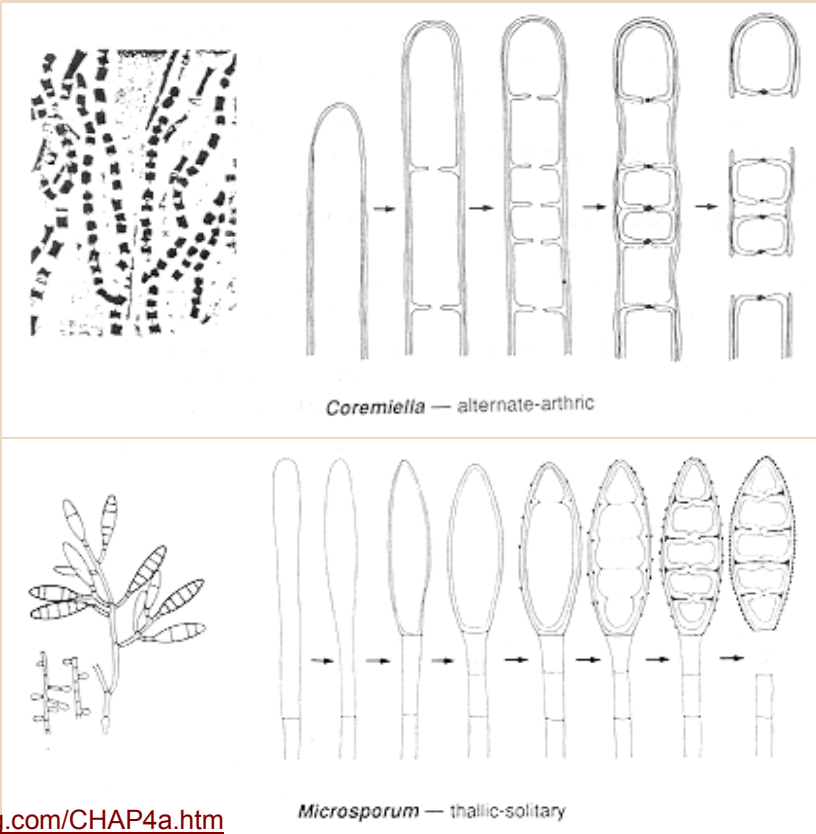 Coremiella — alternate-arthric
Microsporum — thallic-solitary
g.com/CHAP4a.htm